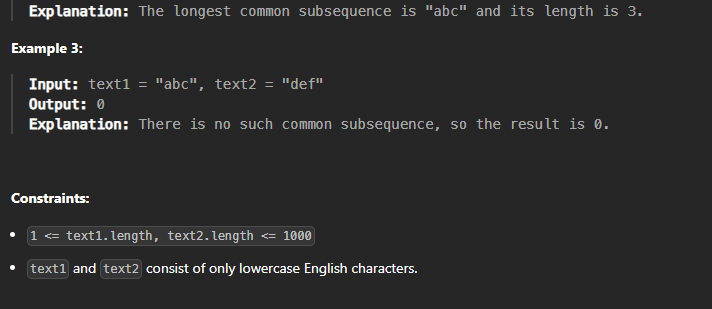 Explanation: The longest common subsequence is "abc" and its length is 3.
Example 3:
Input: text1 = "abc", text2 = "def"
Output: 0
Explanation: There is no such common subsequence, so the result is 0.
Constraints:
• 1 <= text1.length, text2.length <= 1000
• text1 and text2 consist of only lowercase English characters.